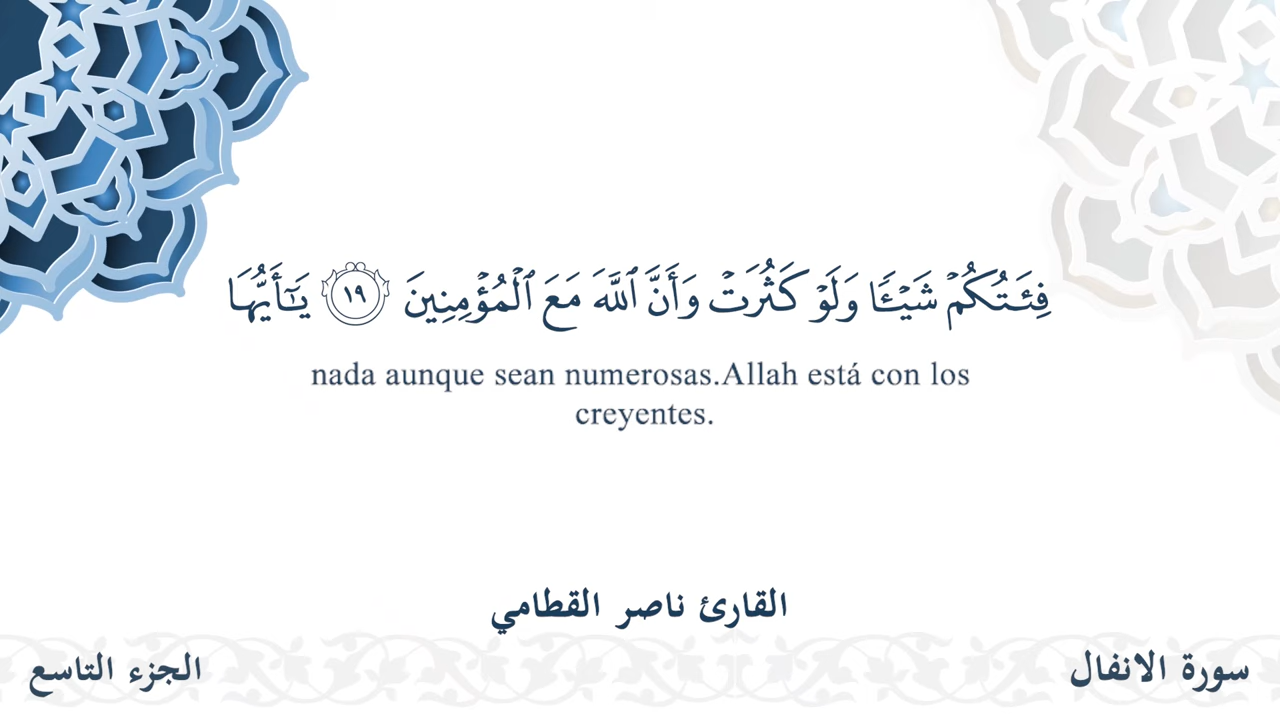 فِئَتُكُمْ شَيْـًٔا وَلَوْ كَثُرَتْ وَأَنَّ ٱللَّهَ مَعَ ٱلْمُؤْمِنِينَ ١٩ يَـٰٓأَيُّهَا
nada aunque sean numerosas.Allah está con los
creyentes.
القارئ ناصر القطامي
سورة الانفال
الجزء التاسع